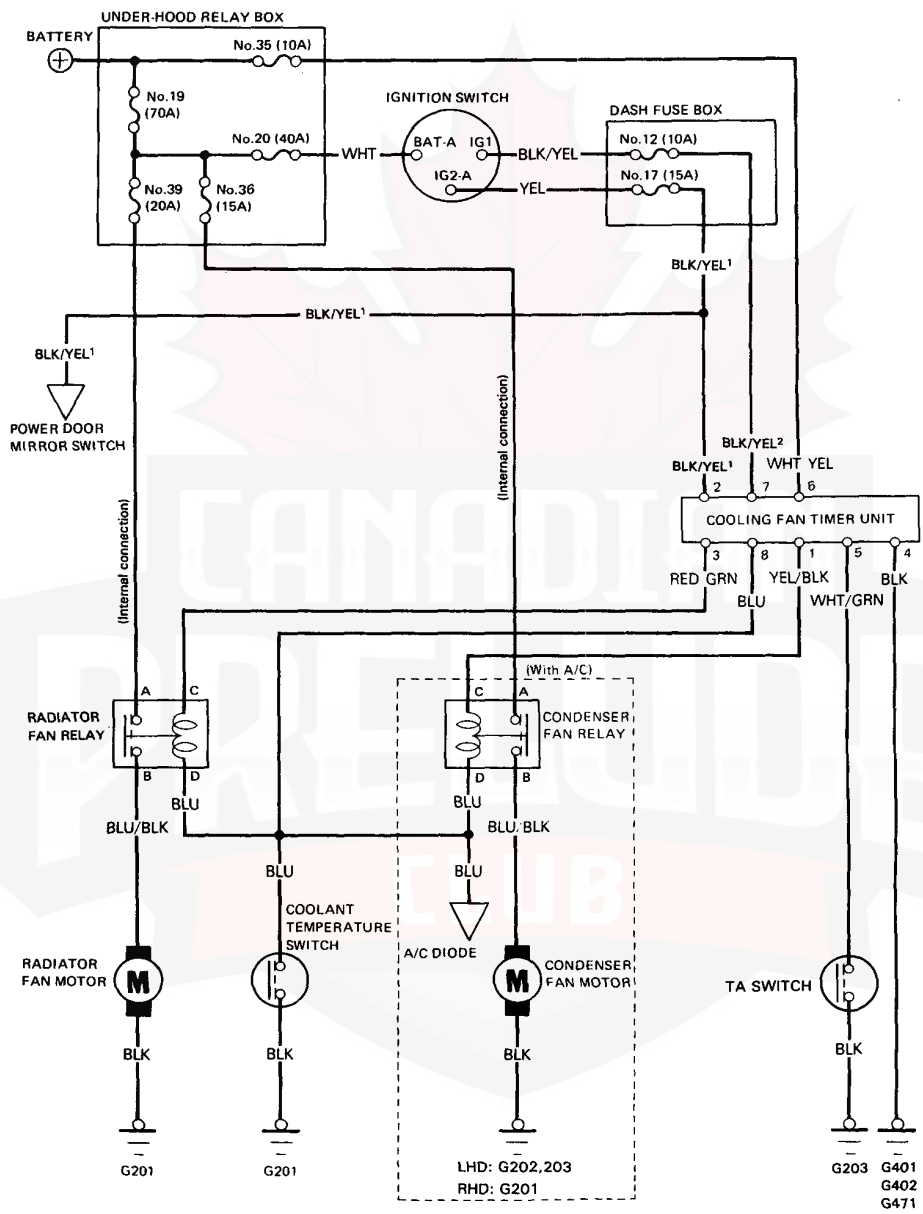 UNDER-HOOD RELAY BOX
BATTERY
No.35 (10A)
No.19
(70A)
IGNITION SWITCH
DASH FUSE BOX
No.20 (40A)
WHT
BAT-A
IG1
BLK/YEL
No.12 (10A)
IG2-A
YEL
No.17 (15A)
No.39
(20A)
No.36
(15A)
BLK/YEL¹
BLK/YEL¹
BLK/YEL¹
POWER DOOR
MIRROR SWITCH
(Internal connection)
(Internal connection)
BLK/YEL¹
BLK/YEL²
WHT YEL
2
7
6
CANADIAN
COOLING FAN TIMER UNIT
3
8
1
5
4
RED GRN
BLU
YEL/BLK
WHT/GRN
BLK
PRELUDE
(With A/C)
A
C
RADIATOR
FAN RELAY
B
D
C
A
CONDENSER
FAN RELAY
D
B
BLU
BLU/BLK
BLU
BLU/BLK
BLU
BLU
CLUB
COOLANT
TEMPERATURE
SWITCH
A/C DIODE
RADIATOR
FAN MOTOR
M
M
CONDENSER
FAN MOTOR
TA SWITCH
BLK
BLK
BLK
BLK
G201
G201
LHD: G202,203
RHD: G201
G203
G401
G402
G471